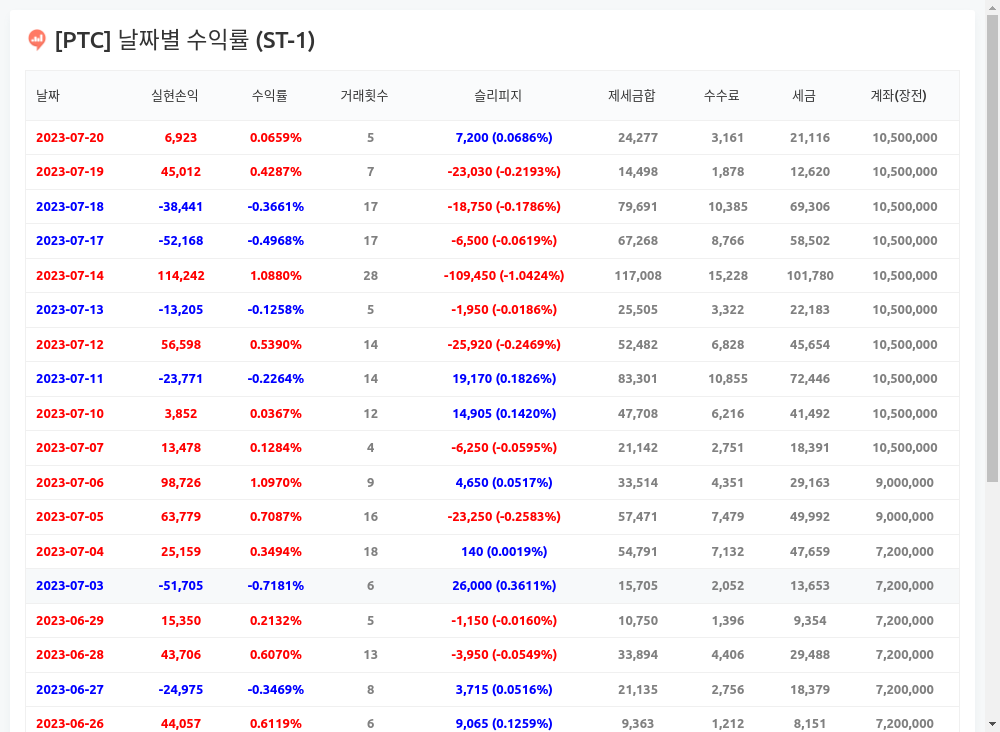 [PTC] 날짜별 수익률 (ST-1)
날짜 실현손익 수익률 거래횟수 슬리피지 제세금합 수수료 세금 계좌(장전)
2023-07-20 6,923 0.0659% 5 7,200 (0.0686%) 24,277 3,161 21,116 10,500,000
2023-07-19 45,012 0.4287% 7 -23,030 (-0.2193%) 14,498 1,878 12,620 10,500,000
2023-07-18 -38,441 -0.3661% 17 -18,750 (-0.1786%) 79,691 10,385 69,306 10,500,000
2023-07-17 -52,168 -0.4968% 17 -6,500 (-0.0619%) 67,268 8,766 58,502 10,500,000
2023-07-14 114,242 1.0880% 28 -109,450 (-1.0424%) 117,008 15,228 101,780 10,500,000
2023-07-13 -13,205 -0.1258% 5 -1,950 (-0.0186%) 25,505 3,322 22,183 10,500,000
2023-07-12 56,598 0.5390% 14 -25,920 (-0.2469%) 52,482 6,828 45,654 10,500,000
2023-07-11 -23,771 -0.2264% 14 19,170 (0.1826%) 83,301 10,855 72,446 10,500,000
2023-07-10 3,852 0.0367% 12 14,905 (0.1420%) 47,708 6,216 41,492 10,500,000
2023-07-07 13,478 0.1284% 4 -6,250 (-0.0595%) 21,142 2,751 18,391 10,500,000
2023-07-06 98,726 1.0970% 9 4,650 (0.0517%) 33,514 4,351 29,163 9,000,000
2023-07-05 63,779 0.7087% 16 -23,250 (-0.2583%) 57,471 7,479 49,992 9,000,000
2023-07-04 25,159 0.3494% 18 140 (0.0019%) 54,791 7,132 47,659 7,200,000
2023-07-03 -51,705 -0.7181% 6 26,000 (0.3611%) 15,705 2,052 13,653 7,200,000
2023-06-29 15,350 0.2132% 5 -1,150 (-0.0160%) 10,750 1,396 9,354 7,200,000
2023-06-28 43,706 0.6070% 13 -3,950 (-0.0549%) 33,894 4,406 29,488 7,200,000
2023-06-27 -24,975 -0.3469% 8 3,715 (0.0516%) 21,135 2,756 18,379 7,200,000
2023-06-26 44,057 0.6119% 6 9,065 (0.1259%) 9,363 1,212 8,151 7,200,000